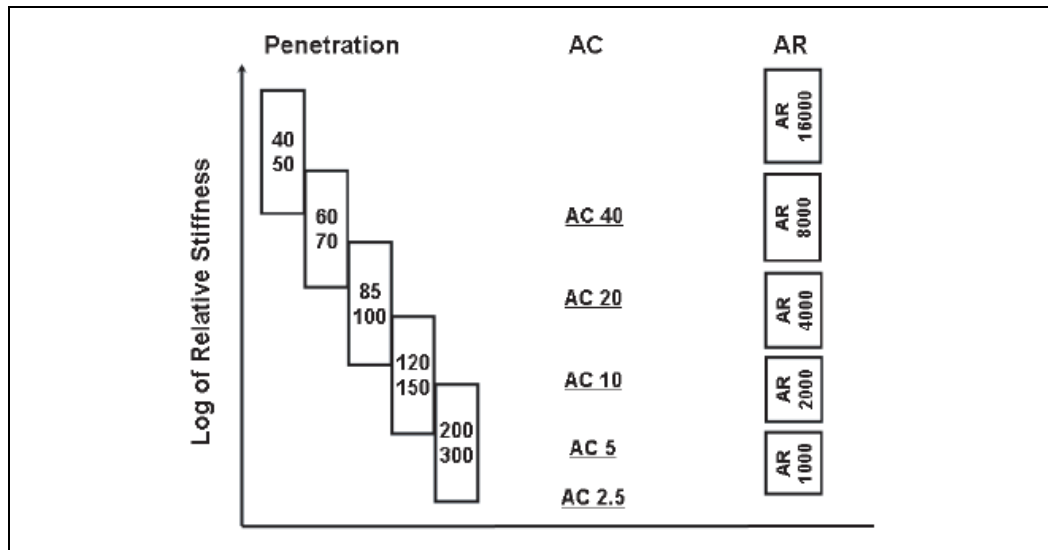 Penetration
AC
AR
Log of Relative Stiffness
40
50
60
70
85
100
120
150
200
300
AC 40
AC 20
AC 10
AC 5
AC 2.5
AR
16000
AR
8000
AR
4000
AR
2000
AR
1000